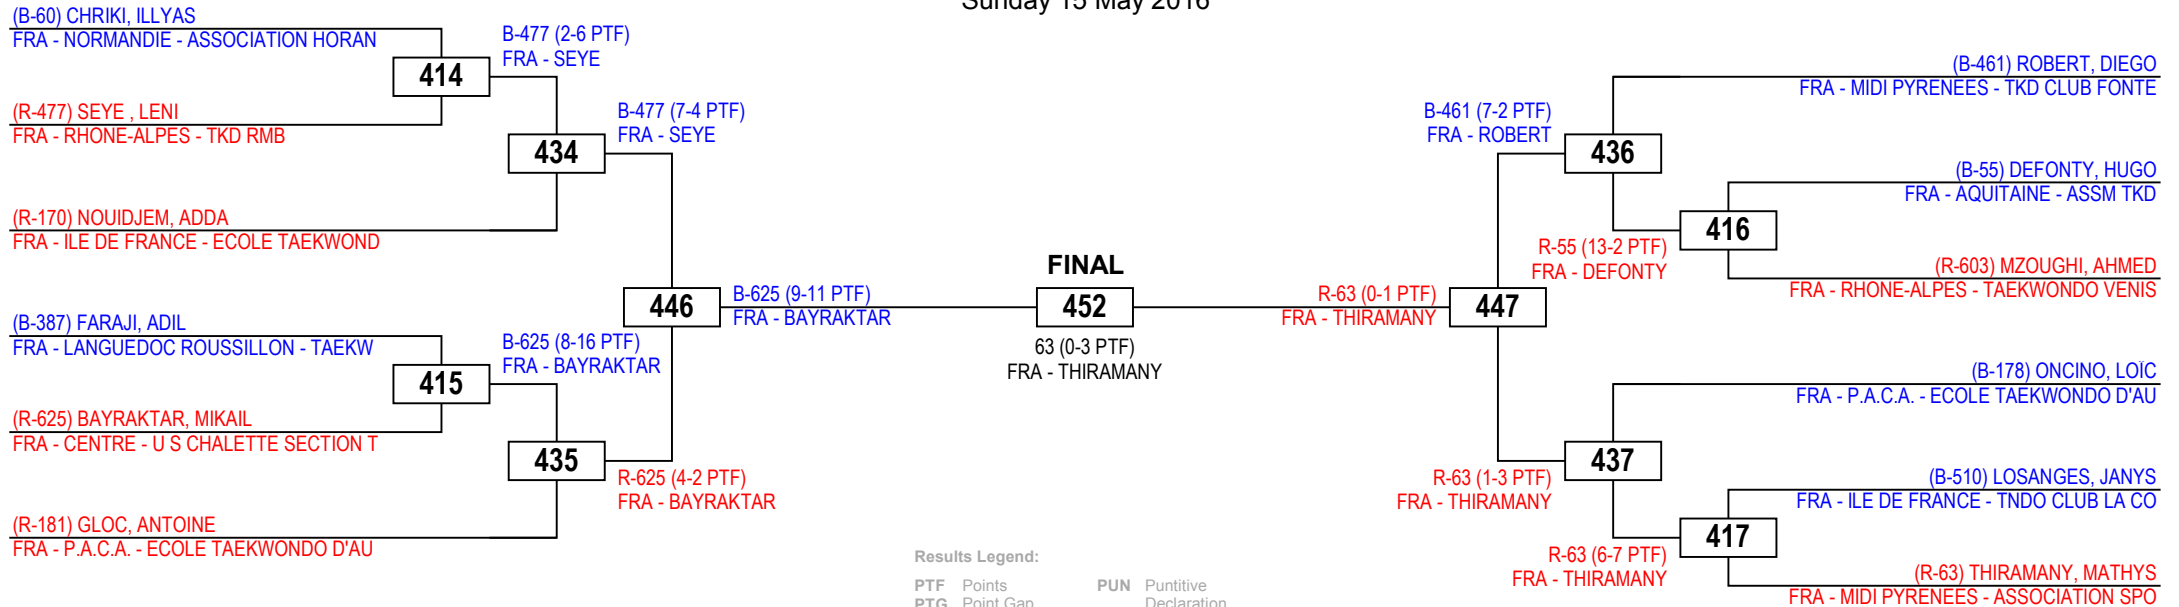 Sunday 15 May 2016
(B-60) CHRIKI, ILLYAS
FRA - NORMANDIE - ASSOCIATION HORAN
414
(R-477) SEYE , LENI
FRA - RHONE-ALPES - TKD RMB
B-477 (2-6 PTF)
FRA - SEYE
434
(R-170) NOUIDJEM, ADDA
FRA - ILE DE FRANCE - ECOLE TAEKWOND
B-477 (7-4 PTF)
FRA - SEYE
446
(B-387) FARAJI, ADIL
FRA - LANGUEDOC ROUSSILLON - TAEKW
415
(R-625) BAYRAKTAR, MIKAIL
FRA - CENTRE - U S CHALETTE SECTION T
B-625 (8-16 PTF)
FRA - BAYRAKTAR
435
(R-181) GLOC, ANTOINE
FRA - P.A.C.A. - ECOLE TAEKWONDO D'AU
R-625 (4-2 PTF)
FRA - BAYRAKTAR
B-625 (9-11 PTF)
FRA - BAYRAKTAR
FINAL
452
63 (0-3 PTF)
FRA - THIRAMANY
R-63 (0-1 PTF)
FRA - THIRAMANY
447
B-461 (7-2 PTF)
FRA - ROBERT
436
(B-461) ROBERT, DIEGO
FRA - MIDI PYRENEES - TKD CLUB FONTE
(B-55) DEFONTY, HUGO
FRA - AQUITAINE - ASSM TKD
416
R-55 (13-2 PTF)
FRA - DEFONTY
(R-603) MZOUGHI, AHMED
FRA - RHONE-ALPES - TAEKWONDO VENIS
(B-178) ONCINO, LOÏC
FRA - P.A.C.A. - ECOLE TAEKWONDO D'AU
437
R-63 (1-3 PTF)
FRA - THIRAMANY
(B-510) LOSANGES, JANYS
FRA - ILE DE FRANCE - TNDO CLUB LA CO
417
R-63 (6-7 PTF)
FRA - THIRAMANY
(R-63) THIRAMANY, MATHYS
FRA - MIDI PYRENEES - ASSOCIATION SPO
Results Legend:
PTF Points PUN Puntitive
PTG Point Gap Declaration